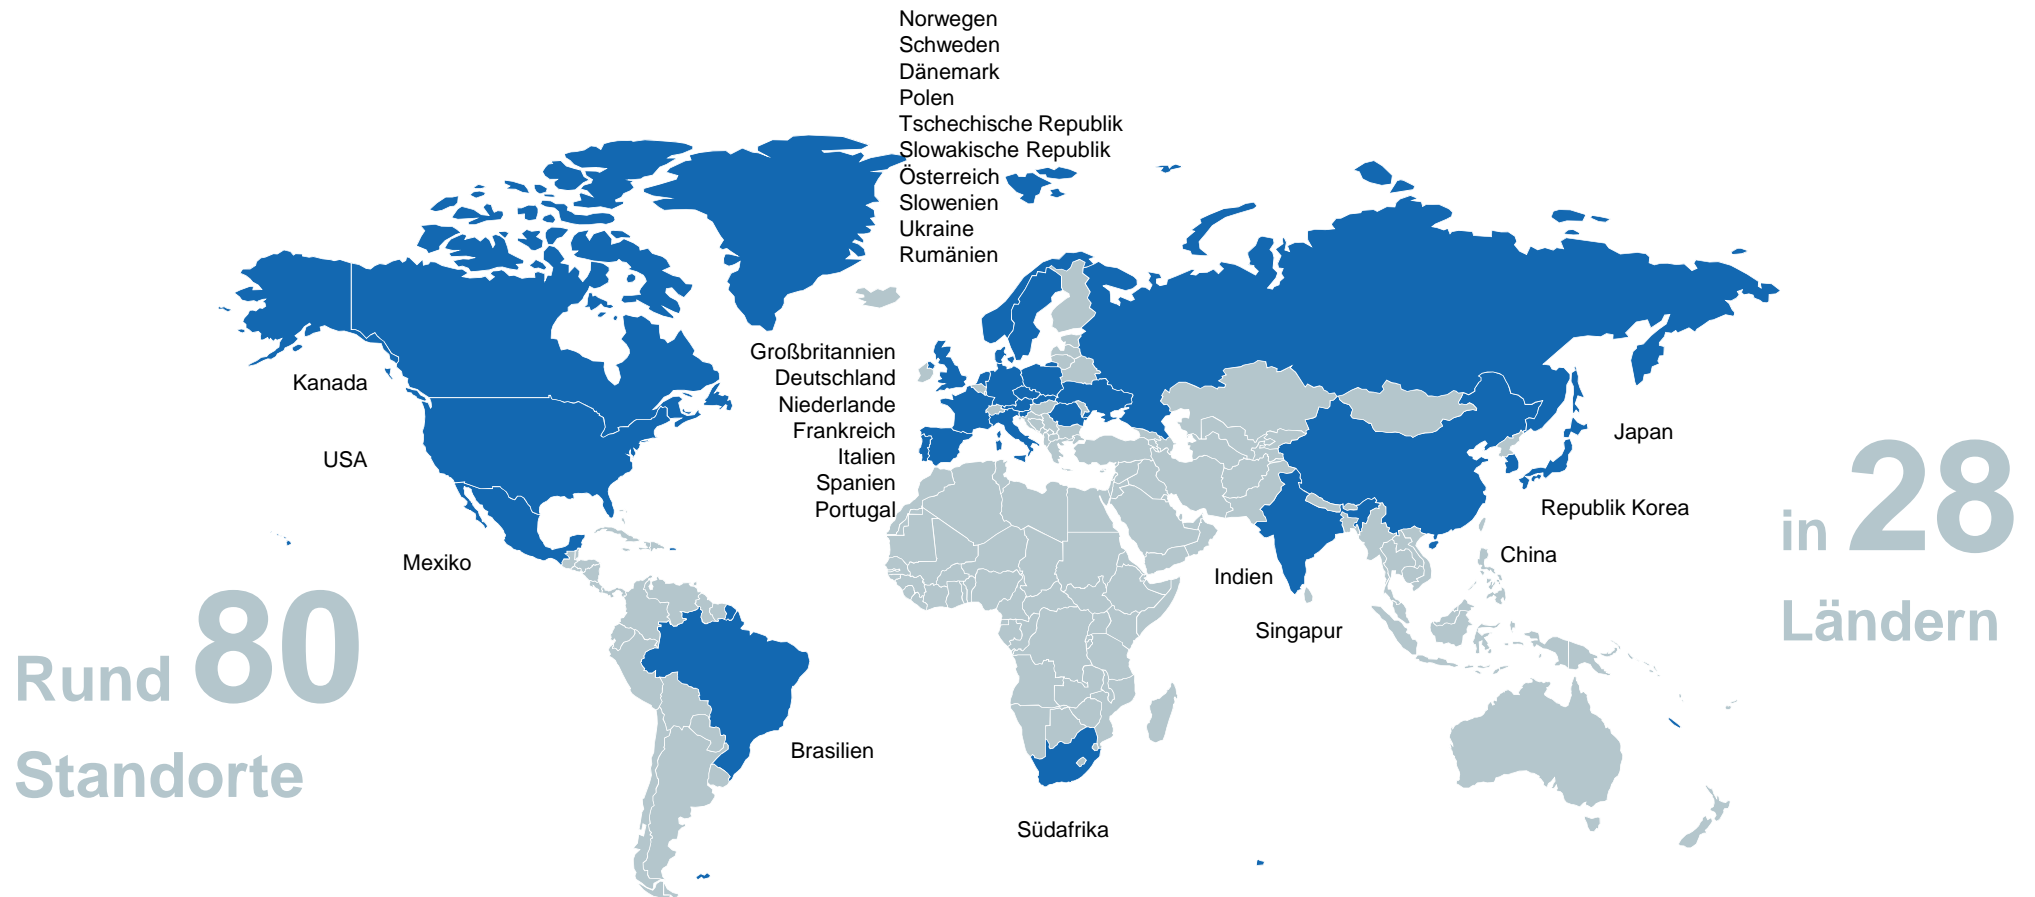 Norwegen
Schweden
Dänemark
Polen
Tschechische Republik
Slowakische Republik
Österreich
Slowenien
Ukraine
Rumänien
Großbritannien
Deutschland
Niederlande
Frankreich
Italien
Spanien
Portugal
Kanada
USA
Mexiko
Brasilien
Südafrika
Indien
Singapur
China
Republik Korea
Japan
Rund 80
Standorte
in 28
Ländern